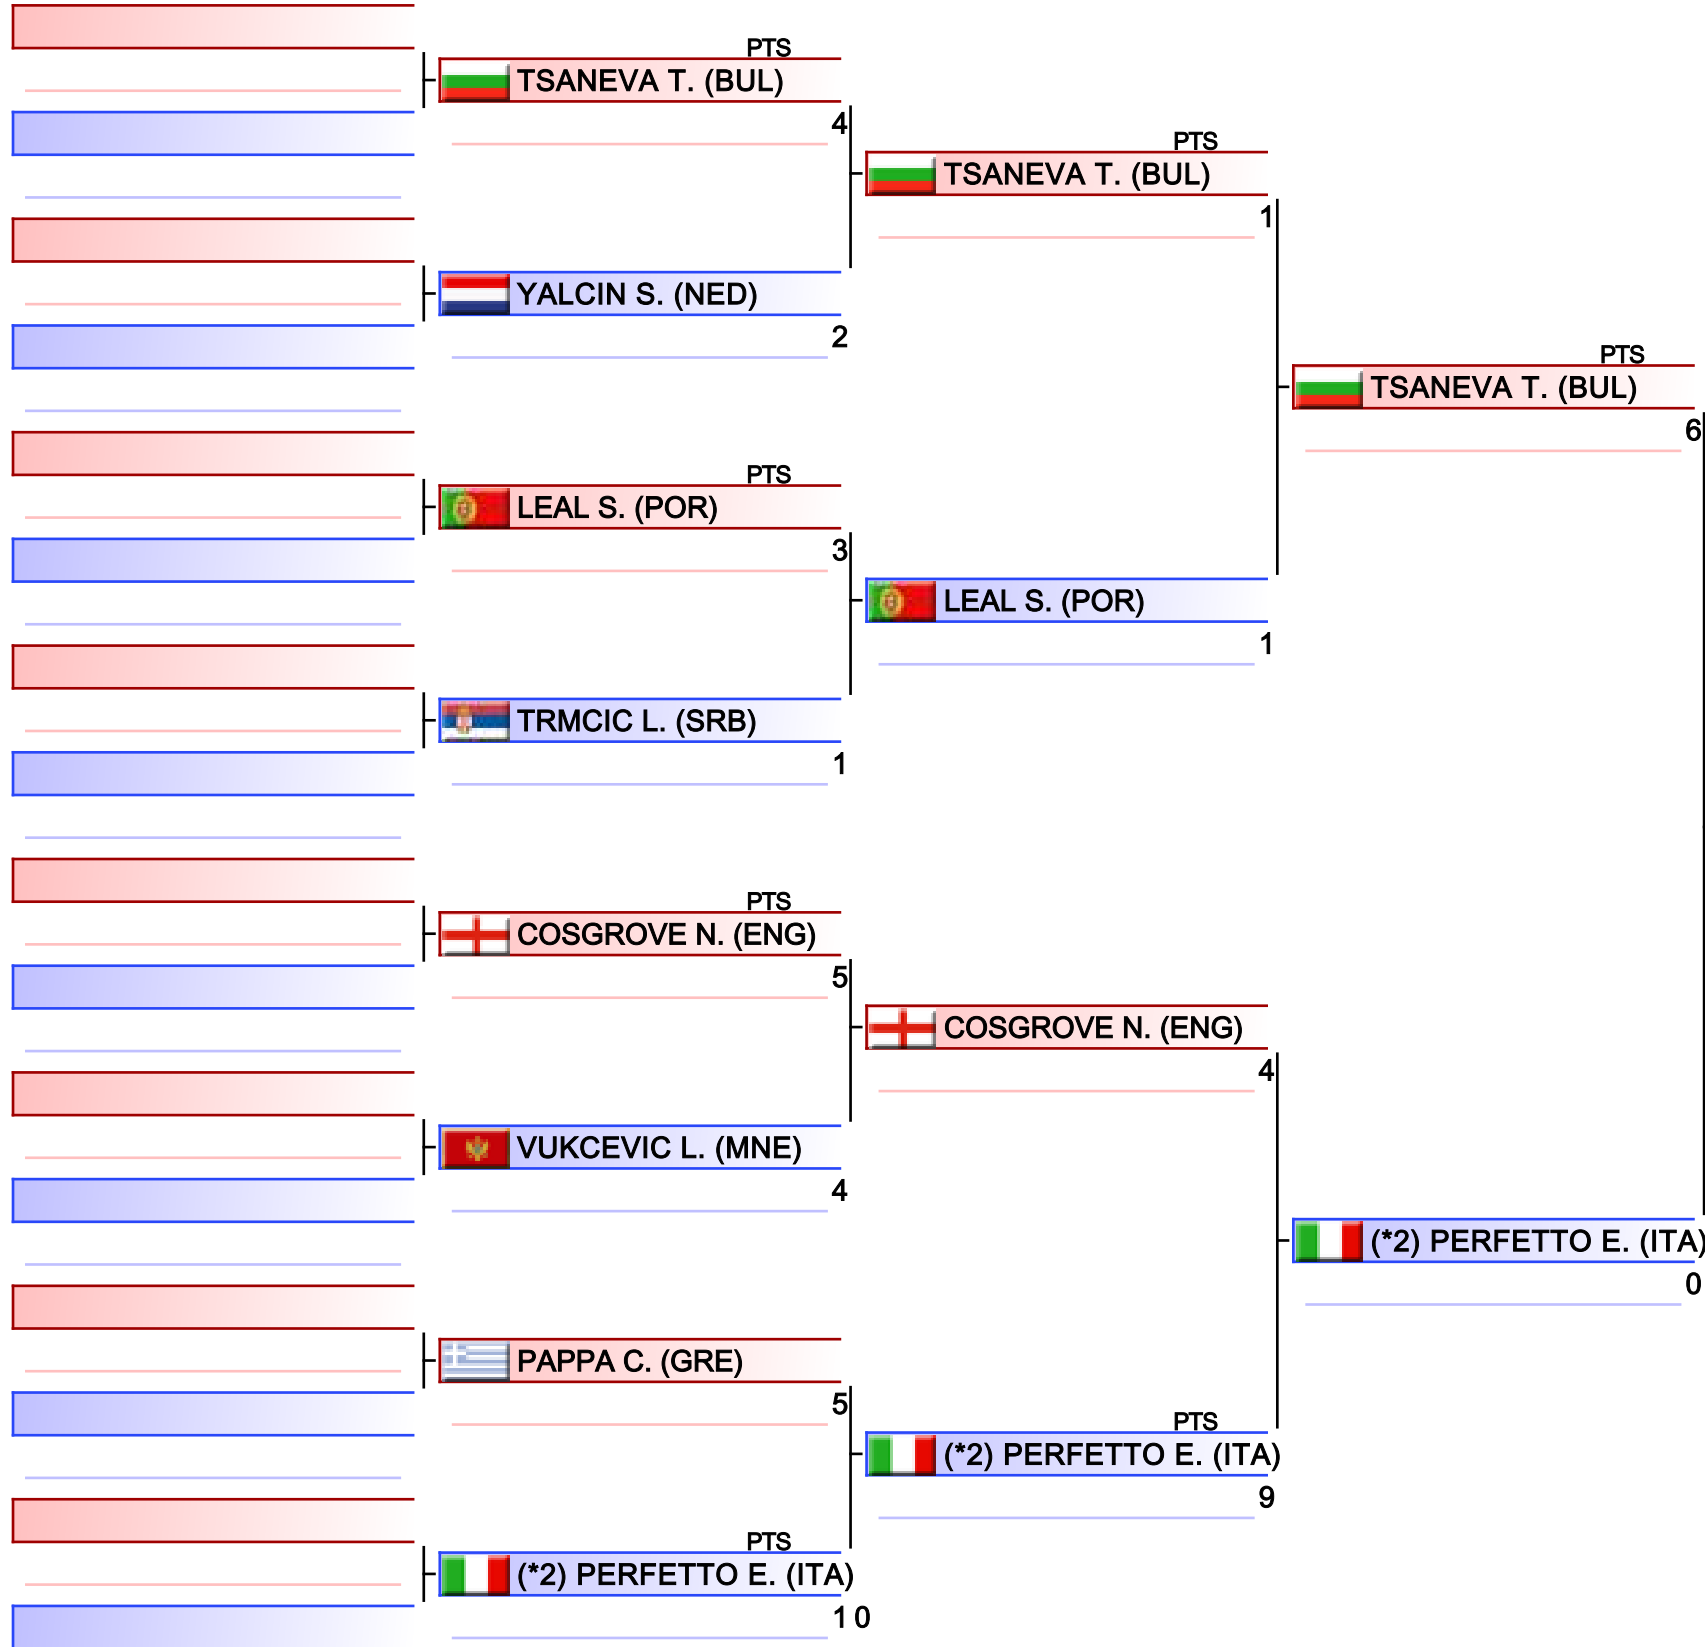 PTS
TSANEVA T. (BUL)
4
YALCIN S. (NED)
2
PTS
LEAL S. (POR)
3
TRMCIC L. (SRB)
1
PTS
COSGROVE N. (ENG)
5
VUKCEVIC L. (MNE)
4
PAPPA C. (GRE)
5
PTS
(*2) PERFETTO E. (ITA)
10
PTS
TSANEVA T. (BUL)
1
LEAL S. (POR)
1
COSGROVE N. (ENG)
4
PTS
(*2) PERFETTO E. (ITA)
9
PTS
TSANEVA T. (BUL)
6
(*2) PERFETTO E. (ITA)
0